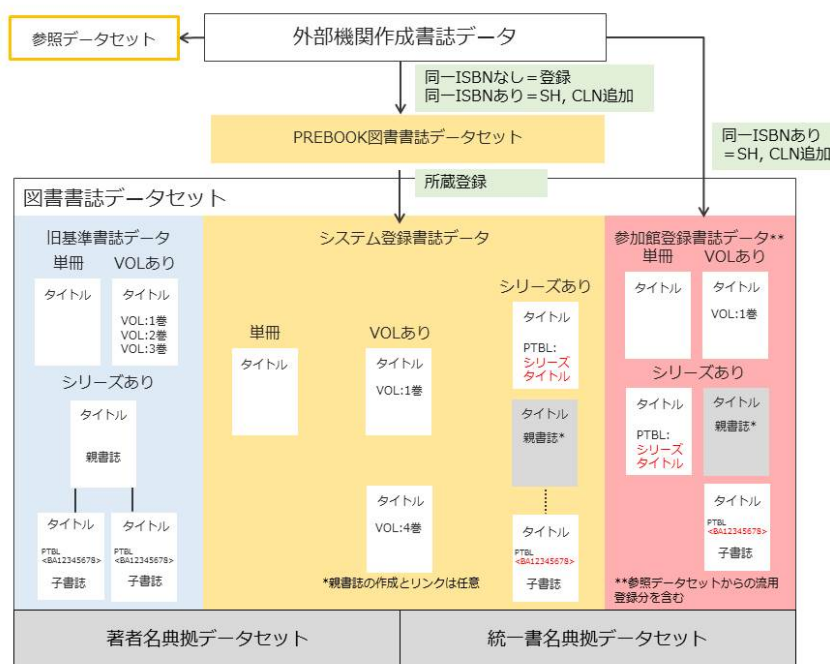 参照データセット
外部機関作成書誌データ
同一ISBNなし＝登録
同一ISBNあり＝SH, CLN追加
PREBOOK図書書誌データセット
同一ISBNあり
＝SH, CLN追加
所蔵登録
図書書誌データセット
旧基準書誌データ
単冊
VOLあり
タイトル
タイトル
VOL:1巻
VOL:2巻
VOL:3巻
シリーズあり
タイトル
親書誌
タイトル
PTBL
<BA12345678>
子書誌
タイトル
PTBL
<BA12345678>
子書誌
システム登録書誌データ
単冊
タイトル
VOLあり
タイトル
VOL:1巻
タイトル
VOL:4巻
シリーズあり
タイトル
PTBL:
シリーズ
タイトル
タイトル
親書誌*
タイトル
PTBL
<BA12345678>
子書誌
*親書誌の作成とリンクは任意
参加館登録書誌データ**
単冊
VOLあり
タイトル
タイトル
VOL:1巻
シリーズあり
タイトル
PTBL:
シリーズ
タイトル
タイトル
親書誌*
タイトル
PTBL
<BA12345678>
子書誌
**参照データセットからの流用
登録分を含む
著者名典拠データセット
統一書名典拠データセット